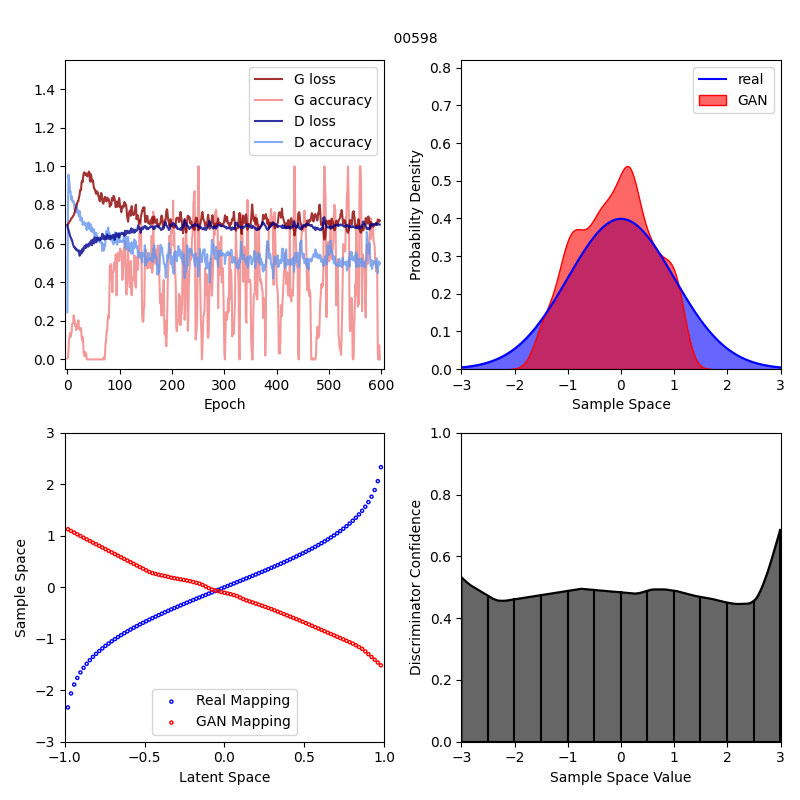 00598
G loss
G accuracy
D loss
D accuracy
1.4
1.2
1.0
0.8
0.6
0.4
0.2
0.0
0 100 200 300 400 500 600
Epoch
real
GAN
Probability Density
0.8
0.7
0.6
0.5
0.4
0.3
0.2
0.1
0.0
−3 −2 −1 0 1 2 3
Sample Space
Sample Space
3
2
1
0
−1
−2
−3
Real Mapping
GAN Mapping
−1.0 −0.5 0.0 0.5 1.0
Latent Space
Discriminator Confidence
1.0
0.8
0.6
0.4
0.2
0.0
−3 −2 −1 0 1 2 3
Sample Space Value